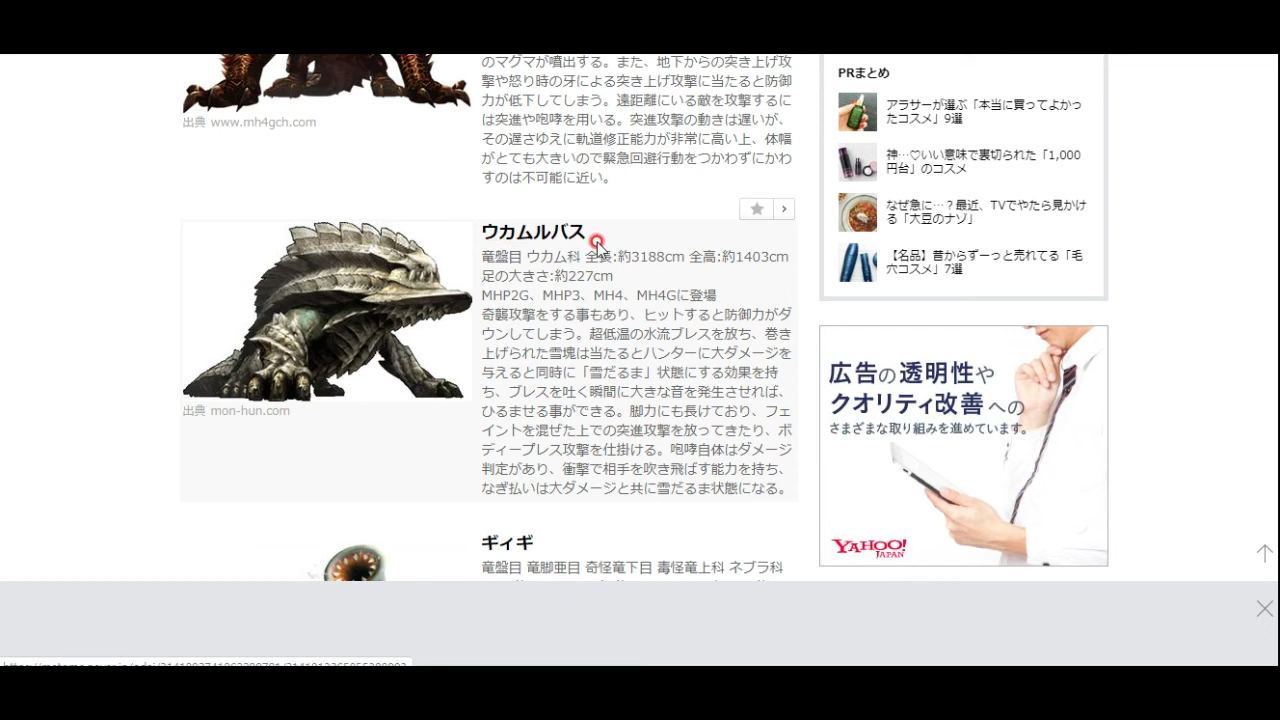 のマグマが噴出する。また、地下からの突き上げ攻
撃や怒り時の牙による突き上げ攻撃に当たると防御
力が低下してしまう。遠距離にいる敵を攻撃するに
は突進や咆哮を用いる。突進攻撃の動きは遅いが、
その遅さゆえに軌道修正能力が非常に高い上、体幅
がとても大きいので緊急回避行動をつかわずにかわ
すのは不可能に近い。
出典 www.mh4gch.com
ウカムルバス
竜盤目 ウカム科 全長:約3188cm 全高:約1403cm
足の大きさ:約227cm
MHP2G、MHP3、MH4、MH4Gに登場
奇襲攻撃をする事もあり、ヒットすると防御力がダ
ウンしてしまう。超低温の水流ブレスを放ち、巻き
上げられた雪塊は当たるとハンターに大ダメージを
与えると同時に「雪だるま」状態にする効果を持
ち、ブレスを吐く瞬間に大きな音を発生させれば、
ひるませる事ができる。脚力にも長けており、フェ
イントを混ぜた上での突進攻撃を放ってきたり、ボ
ディープレス攻撃を仕掛ける。咆哮自体はダメージ
判定があり、衝撃で相手を吹き飛ばす能力を持ち、
なぎ払いは大ダメージと共に雪だるま状態になる。
出典 mon-hun.com
ギィギ
竜盤目 竜脚亜目 奇怪竜下目 毒怪竜上科 ネブラ科
PRまとめ
アラサーが選ぶ「本当に買ってよかっ
たコスメ」9選
神…♡いい意味で裏切られた「1,000
円台」のコスメ
なぜ急に…？最近、TVでやたら見かけ
る「大豆のナゾ」
【名品】昔からずーっと売れてる「毛
穴コスメ」7選
広告の透明性や
クオリティ改善への
さまざまな取り組みを進めています。
YAHOO!
JAPAN